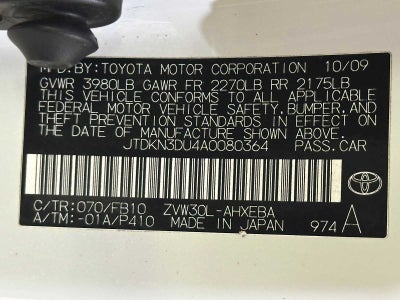 MFD.BY:TOYOTA MOTOR CORPORATION 10/09
GVWR 3980LB GAWR FR 2270LB RR 2175LB
THIS VEHICLE CONFORMS TO ALL APPLICABLE
FEDERAL MOTOR VEHICLE SAFETY, BUMPER, AND
THEFT PREVENTION STANDARDS IN EFFECT ON
THE DATE OF MANUFACTURE SHOWN ABOVE.
JTDKN3DU4A0080364 PASS.CAR
C/TR:070/FB10 ZVW30L-AHXEBA
A/TM:-01A/P410 MADE IN JAPAN 974 A
TOYOTA